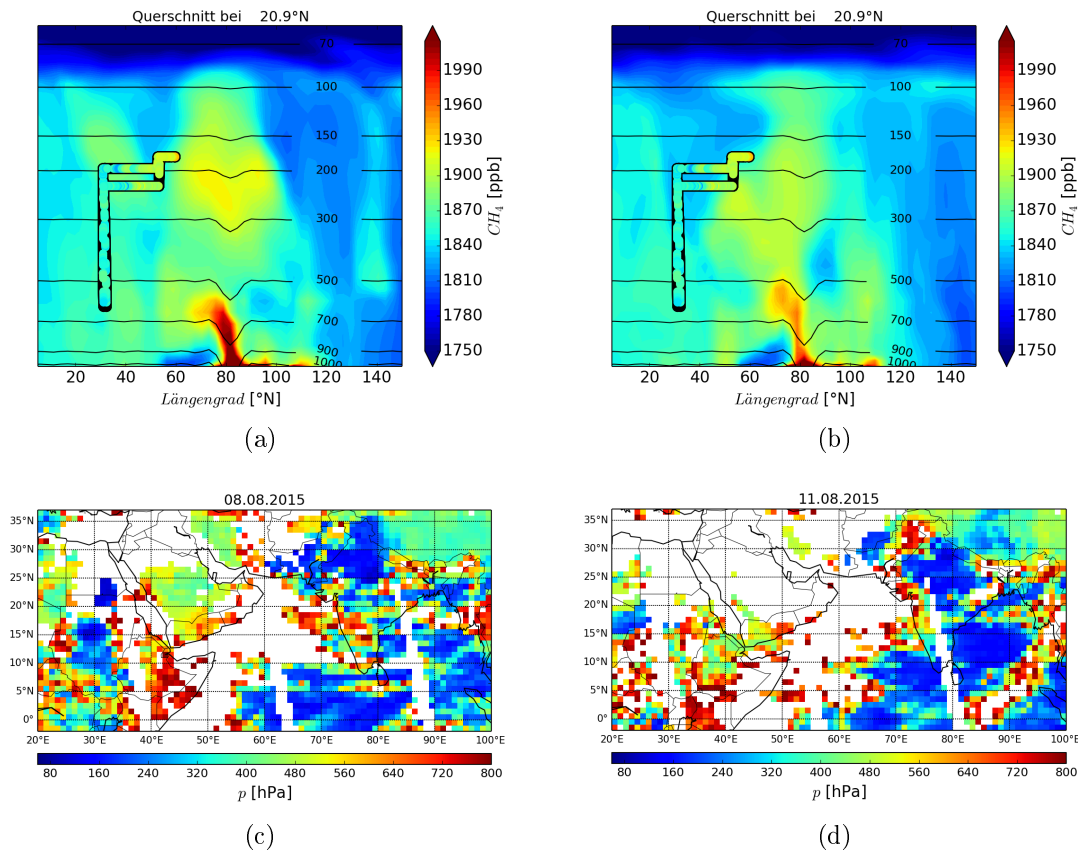 Querschnitt bei 20.9°N
70
100
150
200
300
500
700
900
1000
20 40 60 80 100 120 140
Längengrad [°N]
1990
1960
1930
1900
1870
1840
1810
1780
1750
CH₄ [ppb]
(a)
Querschnitt bei 20.9°N
70
100
150
200
300
500
700
900
1000
20 40 60 80 100 120 140
Längengrad [°N]
1990
1960
1930
1900
1870
1840
1810
1780
1750
CH₄ [ppb]
(b)
08.08.2015
35°N
30°N
25°N
20°N
15°N
10°N
5°N
0°
20°E 30°E 40°E 50°E 60°E 70°E 80°E 90°E 100°E
80 160 240 320 400 480 560 640 720 800
p [hPa]
(c)
11.08.2015
35°N
30°N
25°N
20°N
15°N
10°N
5°N
0°
20°E 30°E 40°E 50°E 60°E 70°E 80°E 90°E 100°E
80 160 240 320 400 480 560 640 720 800
p [hPa]
(d)